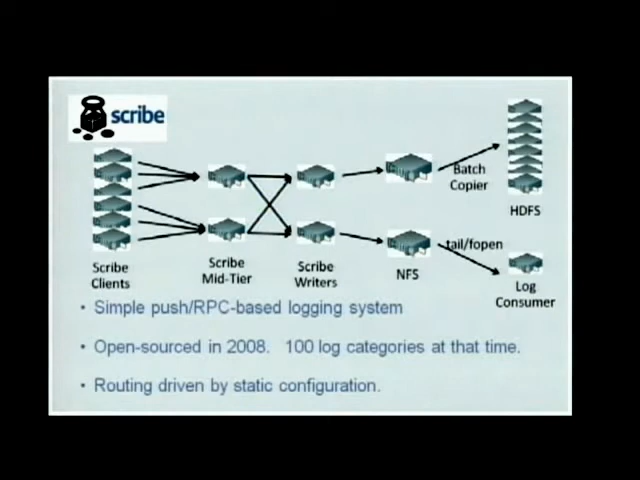 scribe
Batch
Copier
HDFS
tail/fopen
Scribe
Clients
Scribe
Mid-Tier
Scribe
Writers
NFS
Log
Consumer
• Simple push/RPC-based logging system
• Open-sourced in 2008. 100 log categories at that time.
• Routing driven by static configuration.